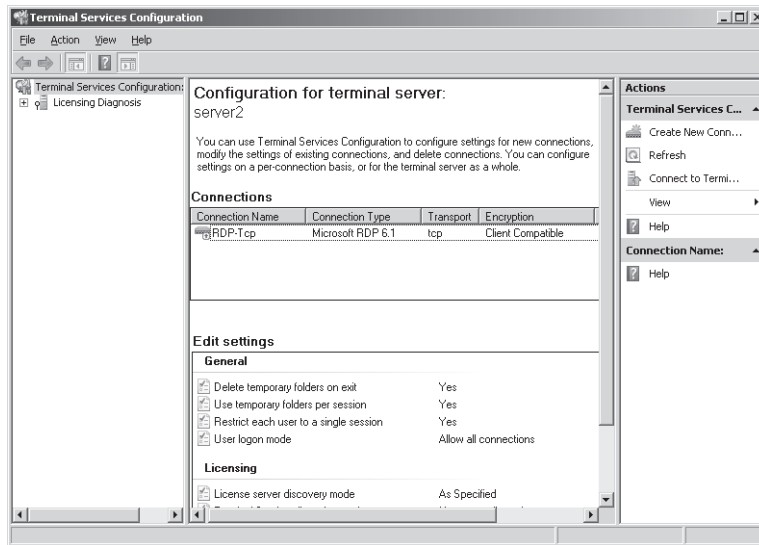 Terminal Services Configuration
File Action View Help
Terminal Services Configuration:
Licensing Diagnosis
Configuration for terminal server:
server2
You can use Terminal Services Configuration to configure settings for new connections,
modify the settings of existing connections, and delete connections. You can configure
settings on a per-connection basis, or for the terminal server as a whole.
Connections
Connection Name Connection Type Transport Encryption
RDP-Tcp Microsoft RDP 6.1 tcp Client Compatible
Edit settings
General
Delete temporary folders on exit Yes
Use temporary folders per session Yes
Restrict each user to a single session Yes
User logon mode Allow all connections
Licensing
License server discovery mode As Specified
Actions
Terminal Services C...
Create New Conn...
Refresh
Connect to Termi...
View
Help
Connection Name:
Help